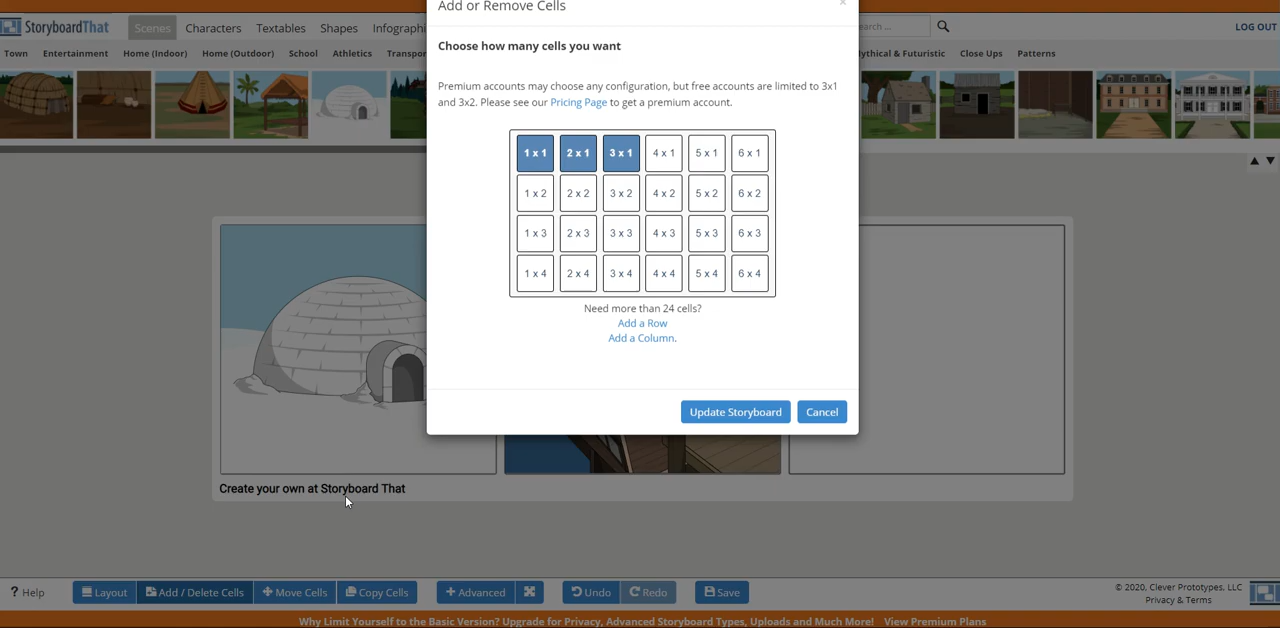 Add or Remove Cells
×
StoryboardThat Scenes Characters Textables Shapes Infographi
earch ...
LOG OUT
Town Entertainment Home (Indoor) Home (Outdoor) School Athletics Transpor
ythical & Futuristic Close Ups Patterns
Choose how many cells you want
Premium accounts may choose any configuration, but free accounts are limited to 3x1
and 3x2. Please see our Pricing Page to get a premium account.
1 x 1 2 x 1 3 x 1 4 x 1 5 x 1 6 x 1
1 x 2 2 x 2 3 x 2 4 x 2 5 x 2 6 x 2
1 x 3 2 x 3 3 x 3 4 x 3 5 x 3 6 x 3
1 x 4 2 x 4 3 x 4 4 x 4 5 x 4 6 x 4
Need more than 24 cells?
Add a Row
Add a Column.
Update Storyboard Cancel
Create your own at Storyboard That
? Help Layout Add / Delete Cells Move Cells Copy Cells + Advanced Undo Redo Save
© 2020, Clever Prototypes, LLC
Privacy & Terms
Why Limit Yourself to the Basic Version? Upgrade for Privacy, Advanced Storyboard Types, Uploads and Much More! View Premium Plans